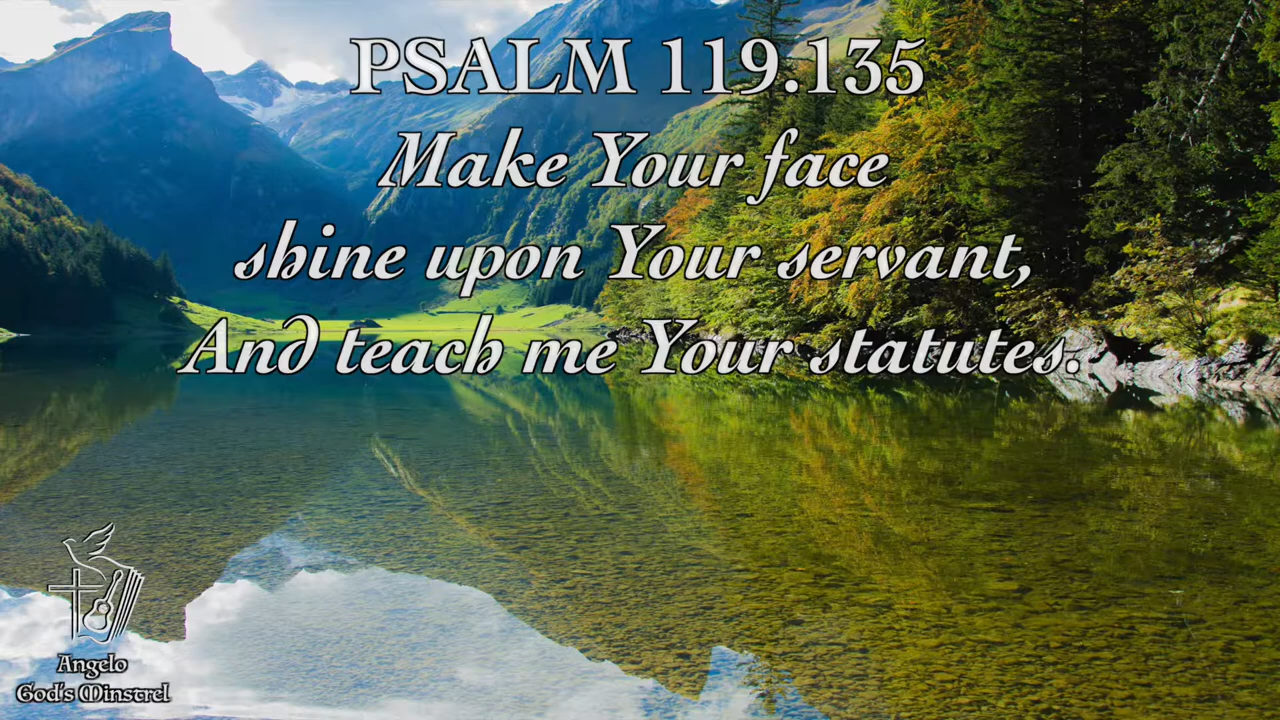 PSALM 119.135
Make Your face
shine upon Your servant,
And teach me Your statutes.
Angelo
God's Minstrel